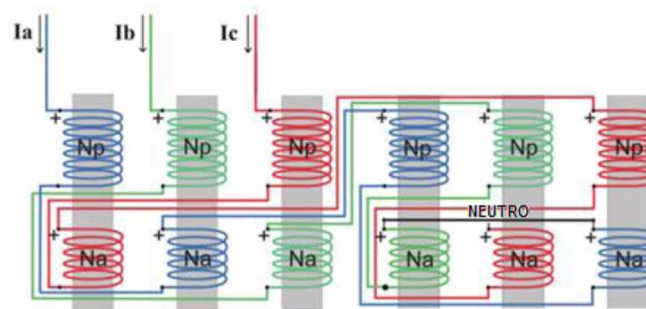 Ia Ib Ic
+ + + + + +
Np Np Np Np Np Np
NEUTRO
+ + + + + +
Na Na Na Na Na Na